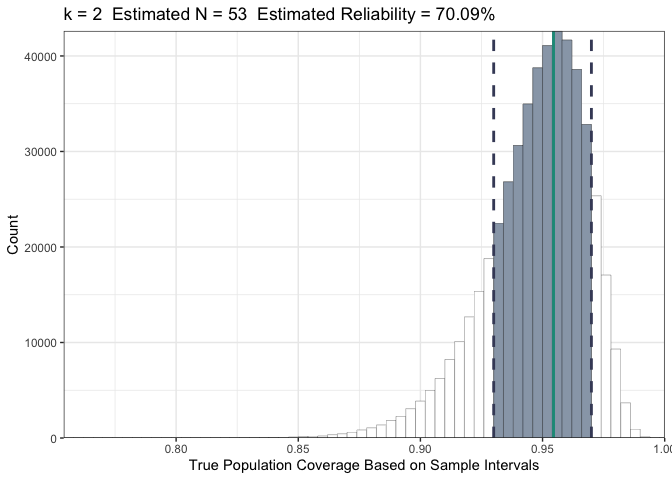 k = 2 Estimated N = 53 Estimated Reliability = 70.09%
Count
40000
30000
20000
10000
0
0.80 0.85 0.90 0.95 1.00
True Population Coverage Based on Sample Intervals